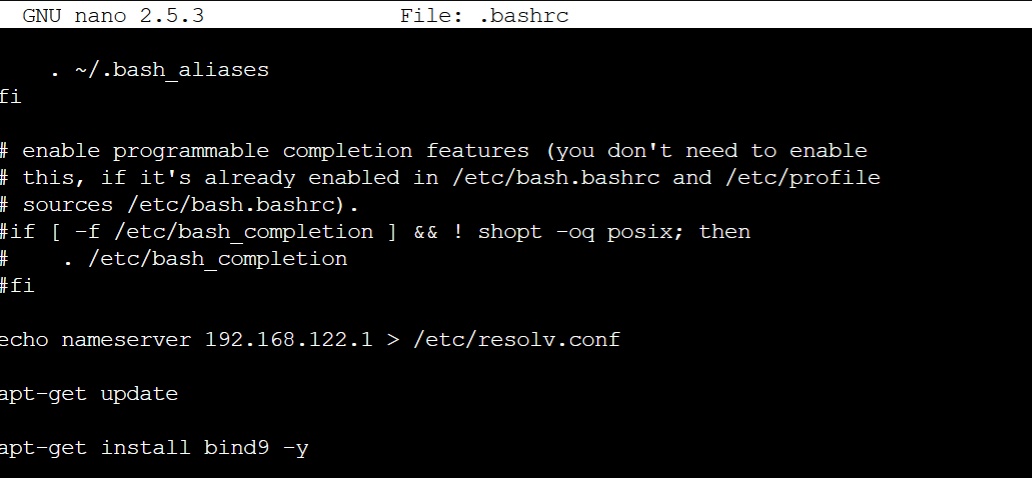 GNU nano 2.5.3 File: .bashrc
. ~/.bash_aliases
fi
# enable programmable completion features (you don't need to enable
# this, if it's already enabled in /etc/bash.bashrc and /etc/profile
# sources /etc/bash.bashrc).
#if [ -f /etc/bash_completion ] && ! shopt -oq posix; then
#    . /etc/bash_completion
#fi
echo nameserver 192.168.122.1 > /etc/resolv.conf
apt-get update
apt-get install bind9 -y